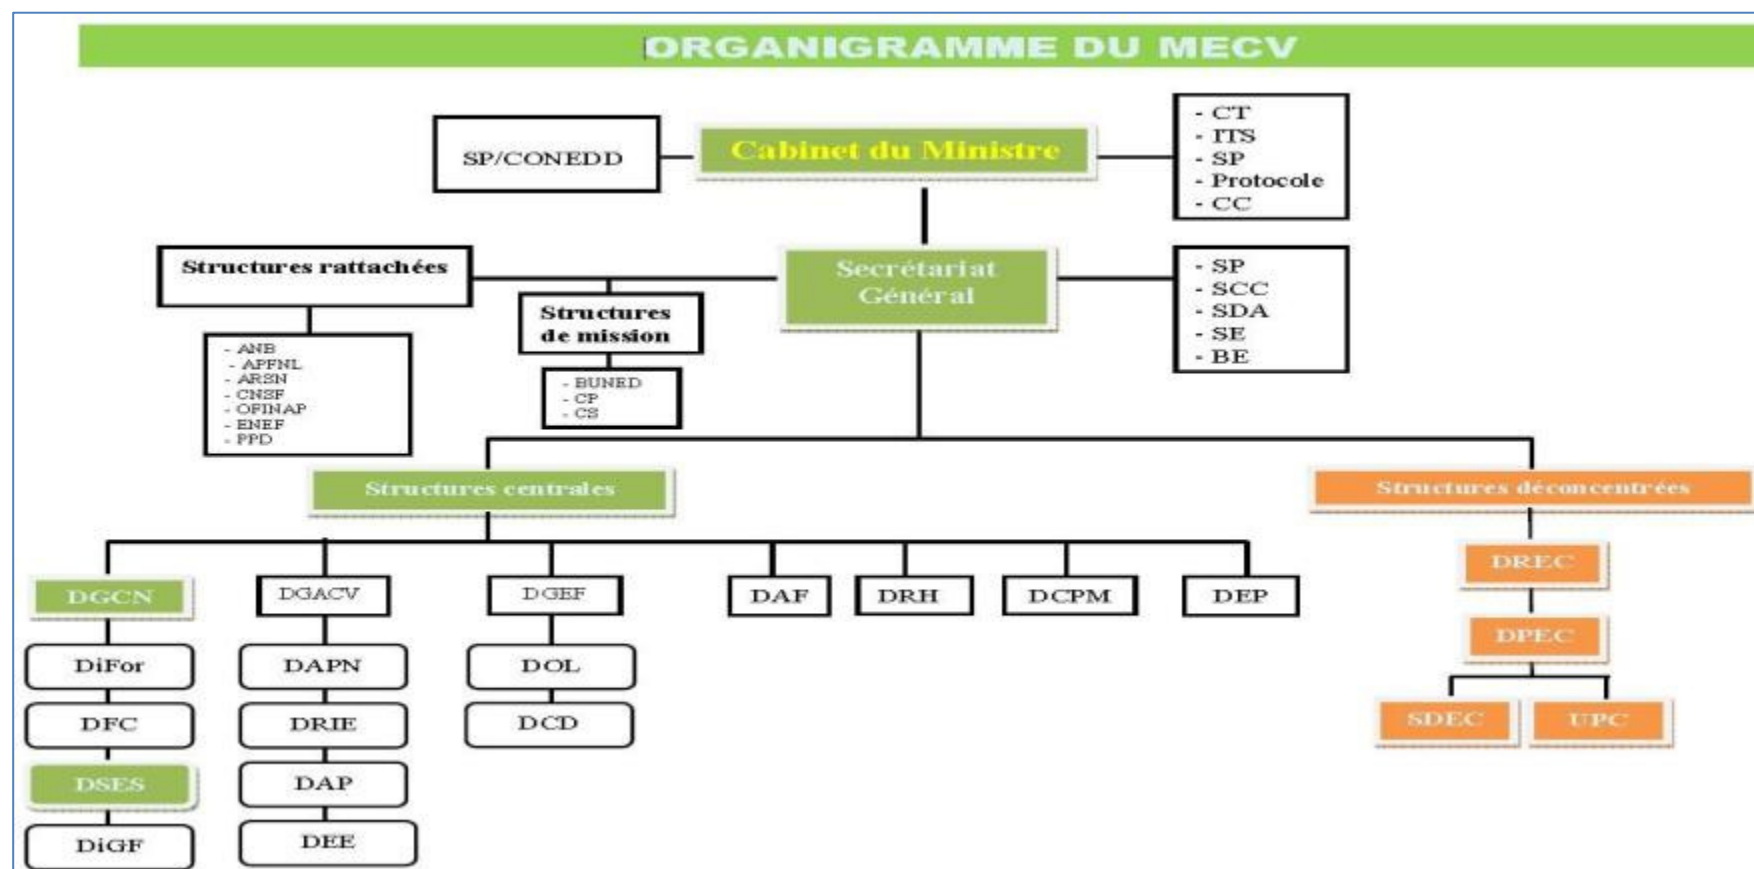 ORGANIGRAMME DU MECV
SP/CONEDD
Cabinet du Ministre
- CT
- ITS
- SP
- Protocole
- CC
Structures rattachées
Structures
de mission
Secrétariat
Général
- SP
- SCC
- SDA
- SE
- BE
- ANB
- APFNL
- ARSN
- CNSF
- OFINAP
- ENEF
- PPD
- BUNED
- CP
- CS
Structures centrales
Structures déconcentrées
DGCN
DGACV
DGEF
DAF
DRH
DCPM
DEP
DREC
DPEC
SDEC
UPC
DiFor
DAPN
DOL
DFC
DRIE
DCD
DSES
DAP
DiGF
DEE